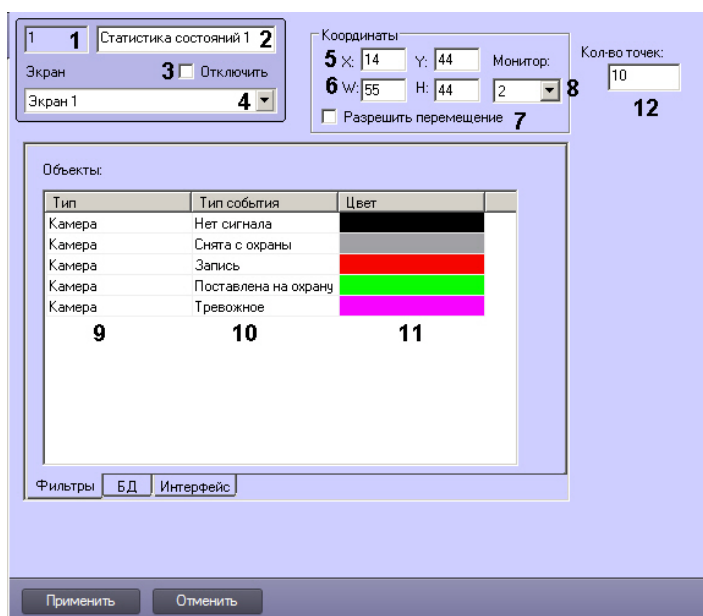 1 1 Статистика состояний 1 2
Экран 3 Отключить
Экран 1 4
Координаты
5 X: 14 Y: 44 Монитор:
6 W: 55 H: 44 2 8
Разрешить перемещение 7
Кол-во точек:
10
12
Объекты:
Тип Тип события Цвет
Камера Нет сигнала
Камера Снята с охраны
Камера Запись
Камера Поставлена на охрану
Камера Тревожное
9 10 11
Фильтры БД Интерфейс
Применить Отменить